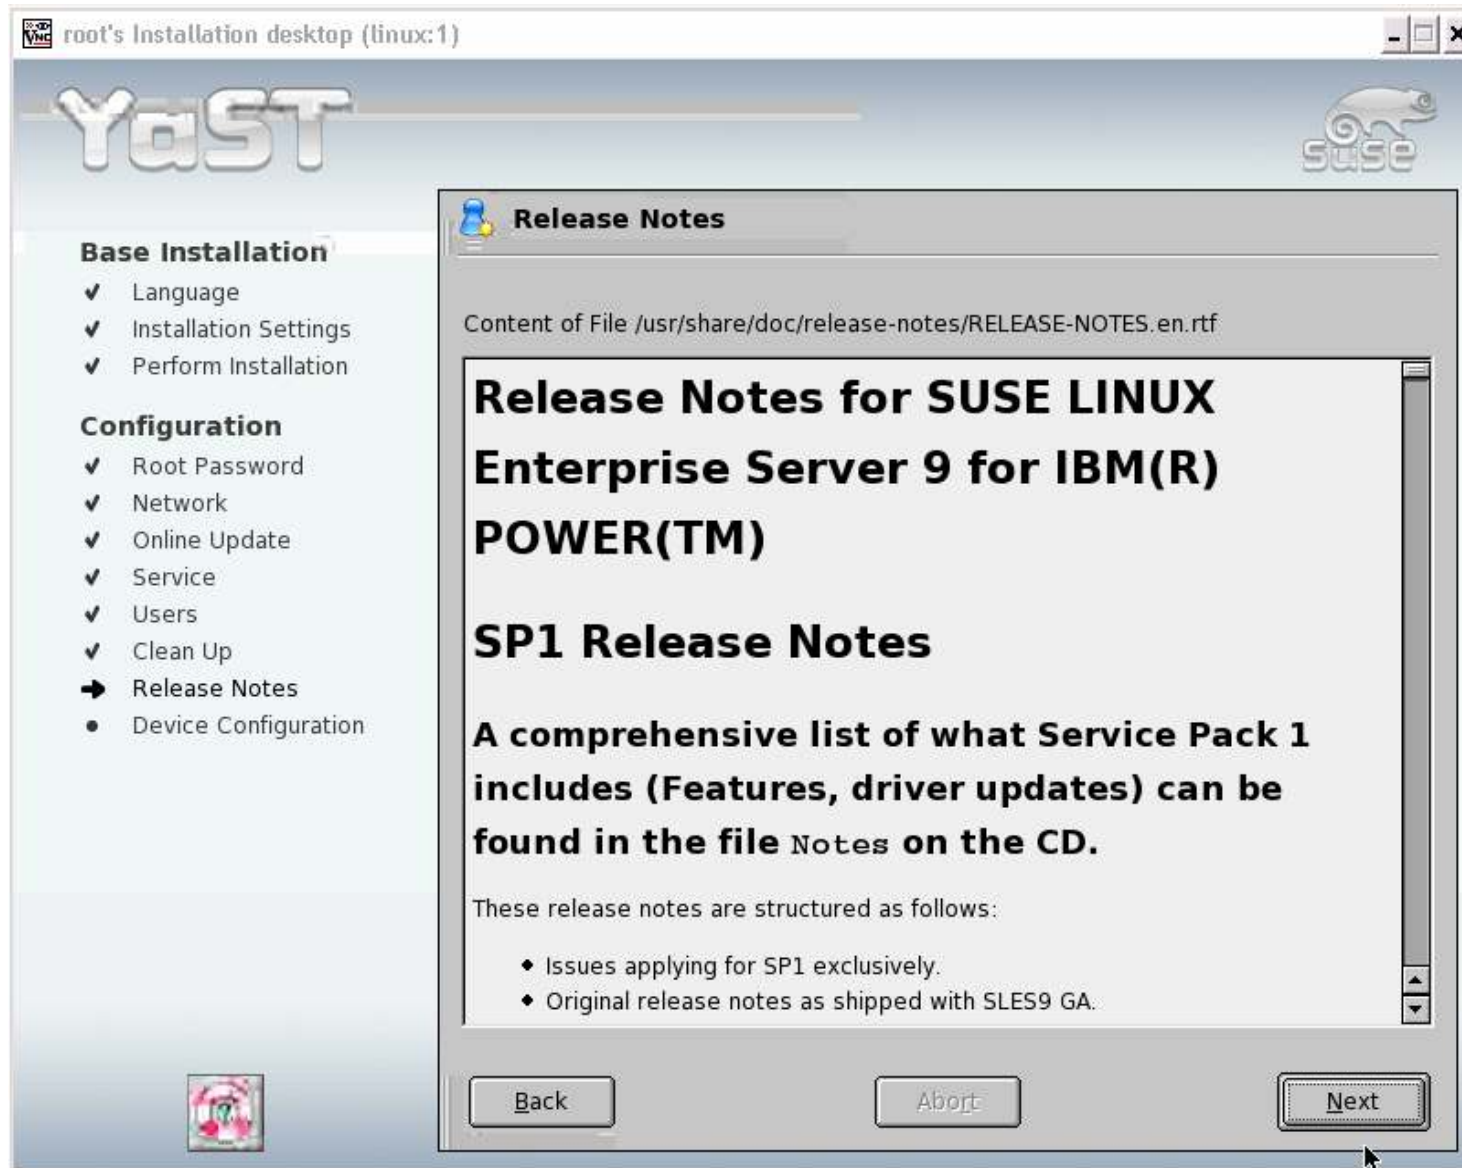 root's Installation desktop (linux:1)
YaST
SUSE
Base Installation
Language
Installation Settings
Perform Installation
Configuration
Root Password
Network
Online Update
Service
Users
Clean Up
Release Notes
Device Configuration
Release Notes
Content of File /usr/share/doc/release-notes/RELEASE-NOTES.en.rtf
Release Notes for SUSE LINUX
Enterprise Server 9 for IBM(R)
POWER(TM)
SP1 Release Notes
A comprehensive list of what Service Pack 1
includes (Features, driver updates) can be
found in the file Notes on the CD.
These release notes are structured as follows:
Issues applying for SP1 exclusively.
Original release notes as shipped with SLES9 GA.
Back
Abort
Next